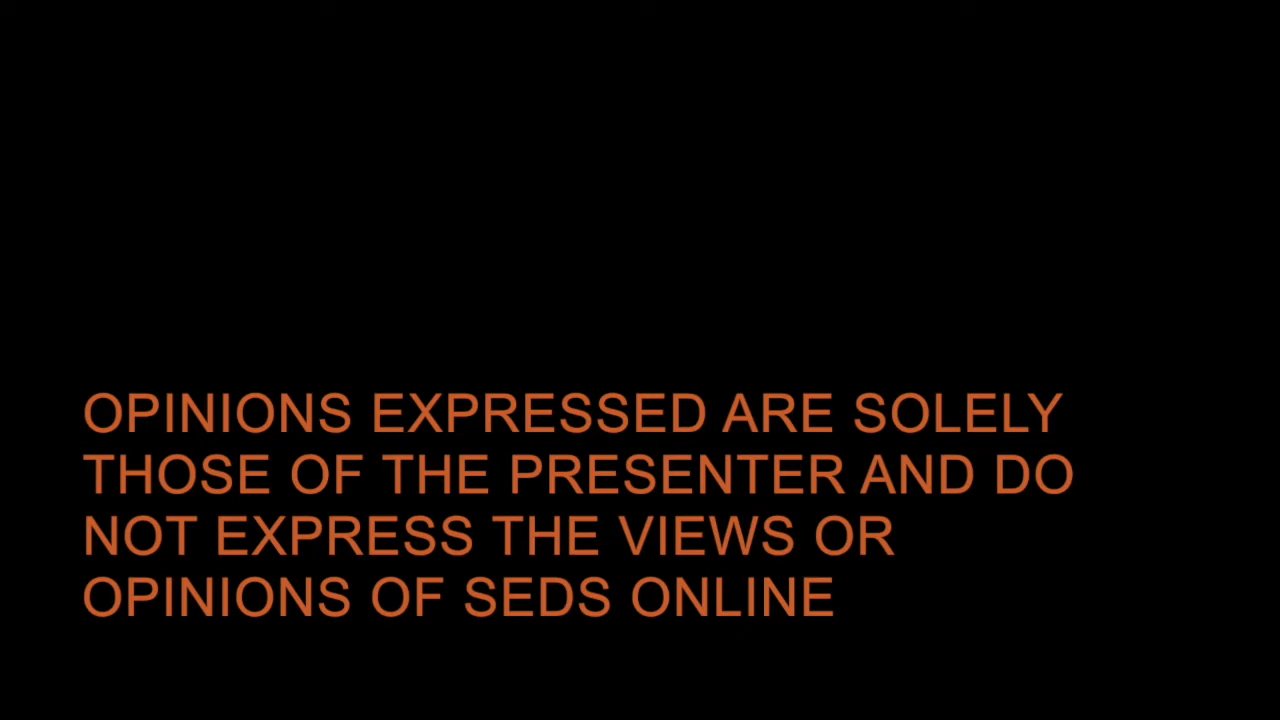 OPINIONS EXPRESSED ARE SOLELY
THOSE OF THE PRESENTER AND DO
NOT EXPRESS THE VIEWS OR
OPINIONS OF SEDS ONLINE